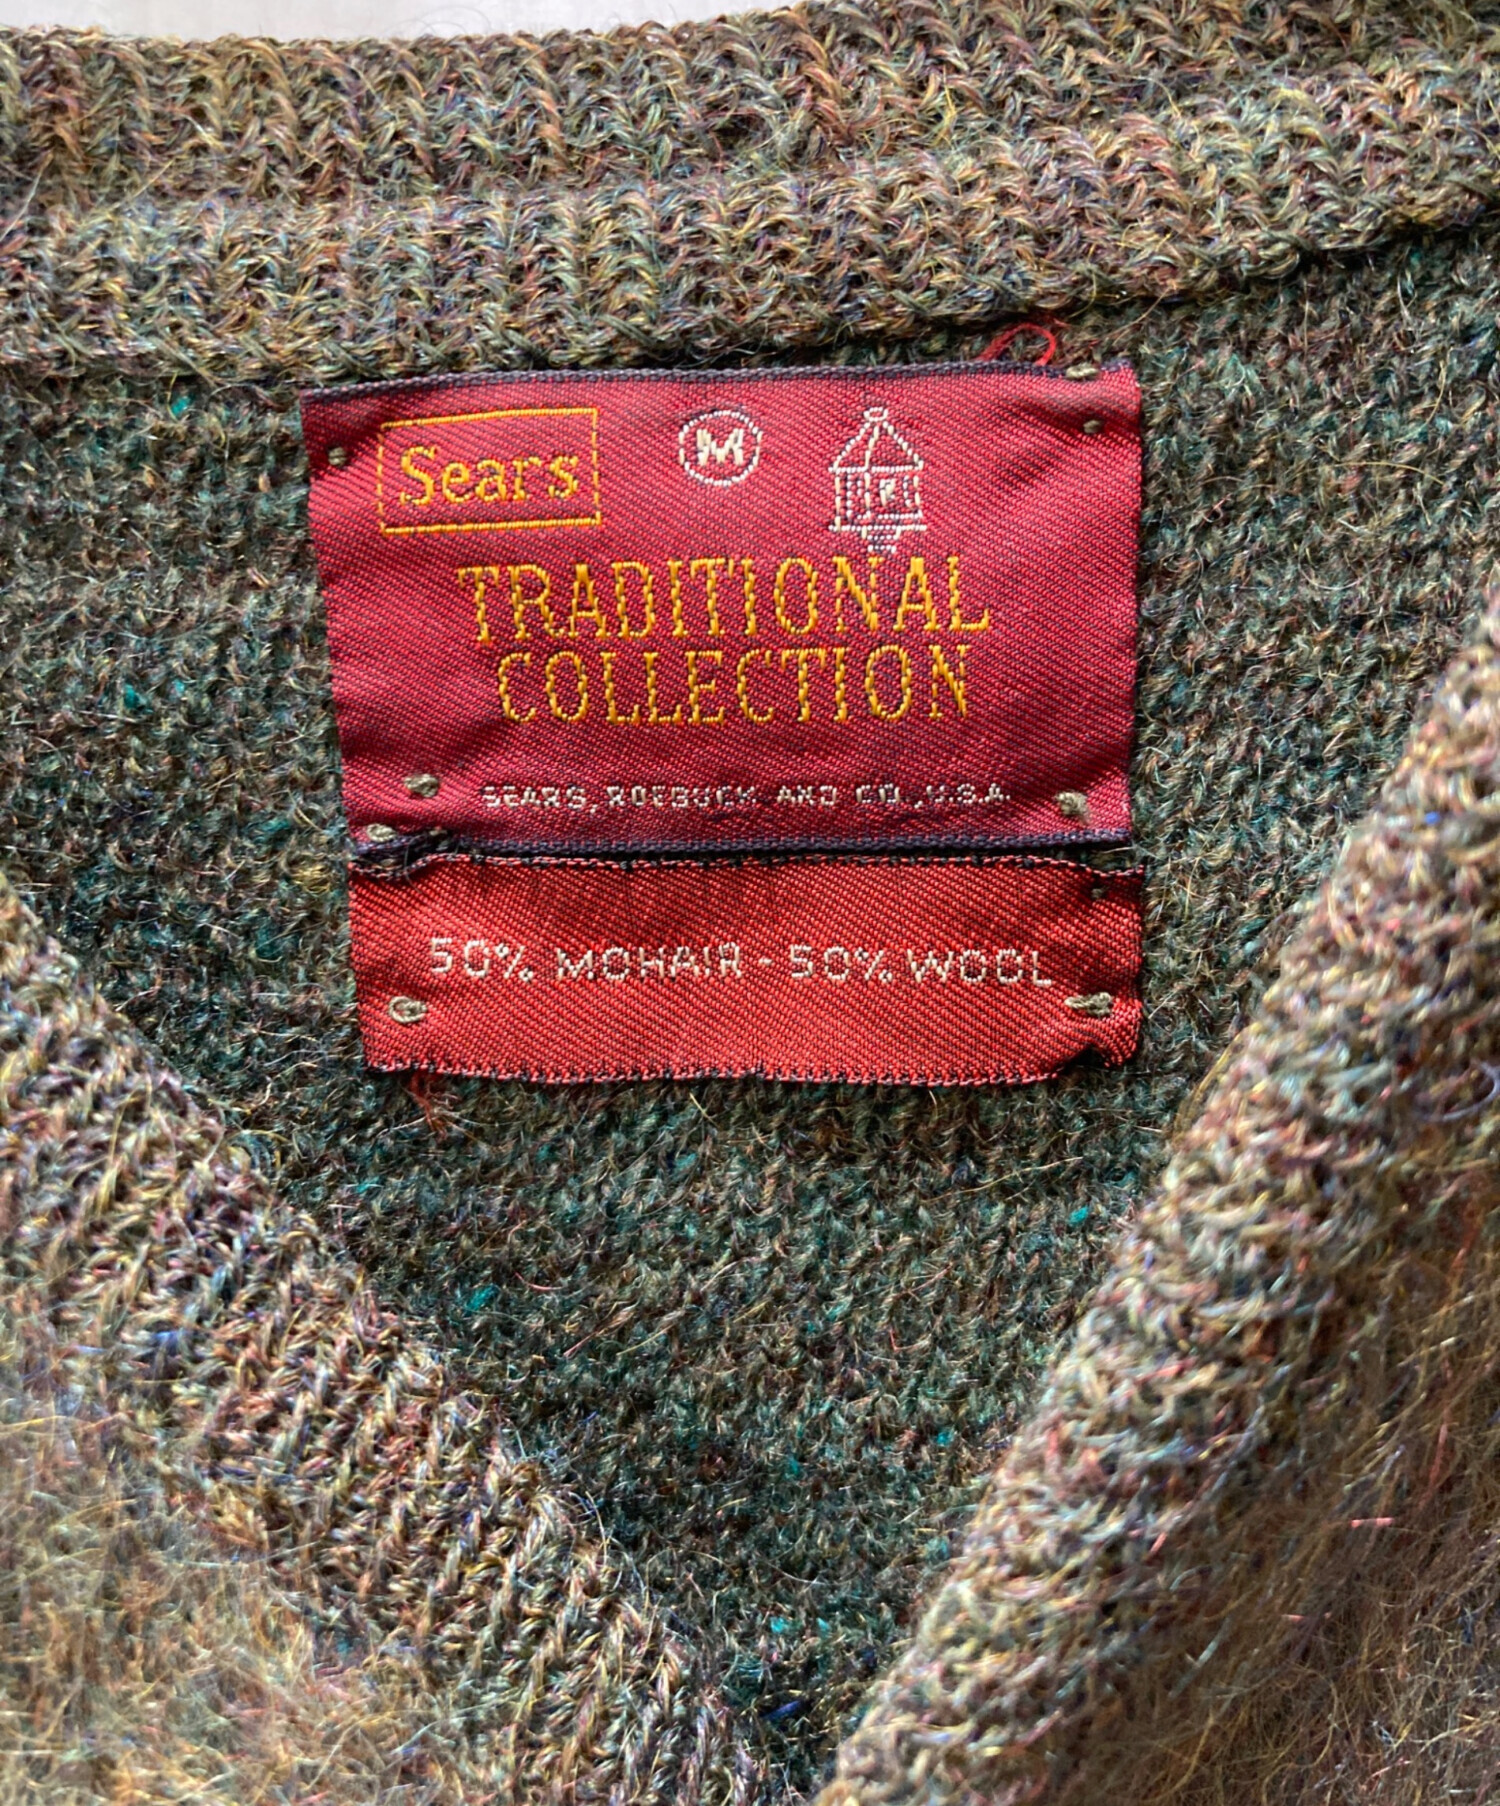 Sears M
TRADITIONAL
COLLECTION
SEARS, ROEBUCK AND CO., U.S.A.
50% MOHAIR - 50% WOOL